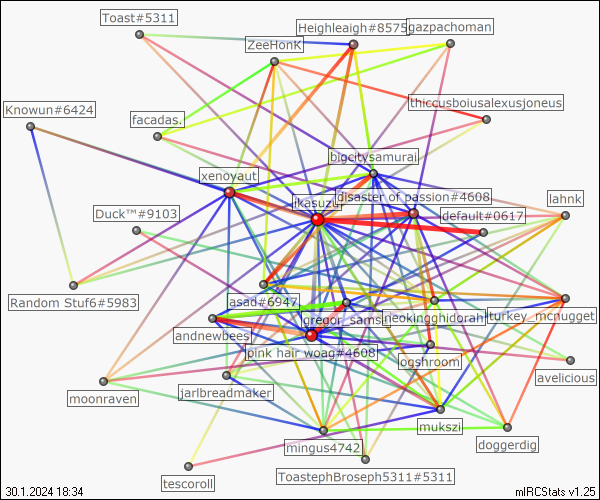 Toast#5311
Heighleaigh#8575
gazpachoman
ZeeHonK
thiccusboiusalexusjoneus
Knowun#6424
facadas.
bigcitysamurai
xenoyaut
ikasuzu
disaster of passion#4608
lahnk
Duck™#9103
default#0617
Random Stuf6#5983
asad#6947
gregor_samsa
neokingghidorah
turkey_mcnugget
andnewbees
pink hair woag#4608
logshroom
avelicious
moonraven
jarlbreadmaker
mukszi
mingus4742
doggerdig
tescoroll
ToastephBroseph5311#5311
30.1.2024 18:34
mIRCStats v1.25